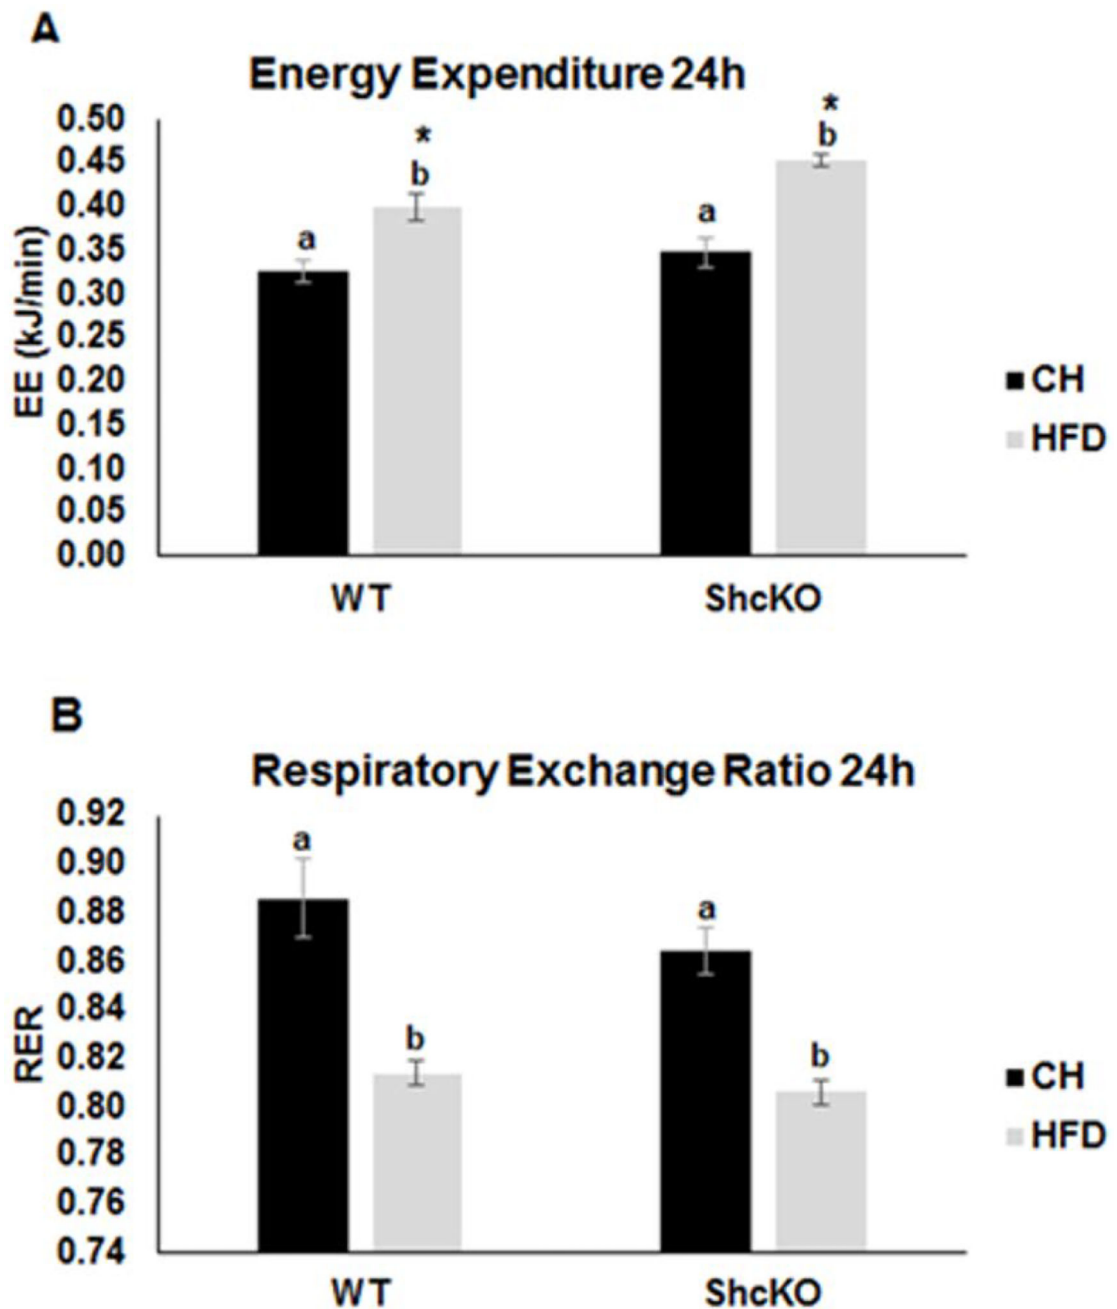 A
Energy Expenditure 24h
0.50
0.45
0.40
0.35
0.30
0.25
0.20
0.15
0.10
0.05
0.00
EE (kJ/min)
a
*
b
a
*
b
WT
ShcKO
CH
HFD
B
Respiratory Exchange Ratio 24h
0.92
0.90
0.88
0.86
0.84
0.82
0.80
0.78
0.76
0.74
RER
a
b
a
b
WT
ShcKO
CH
HFD